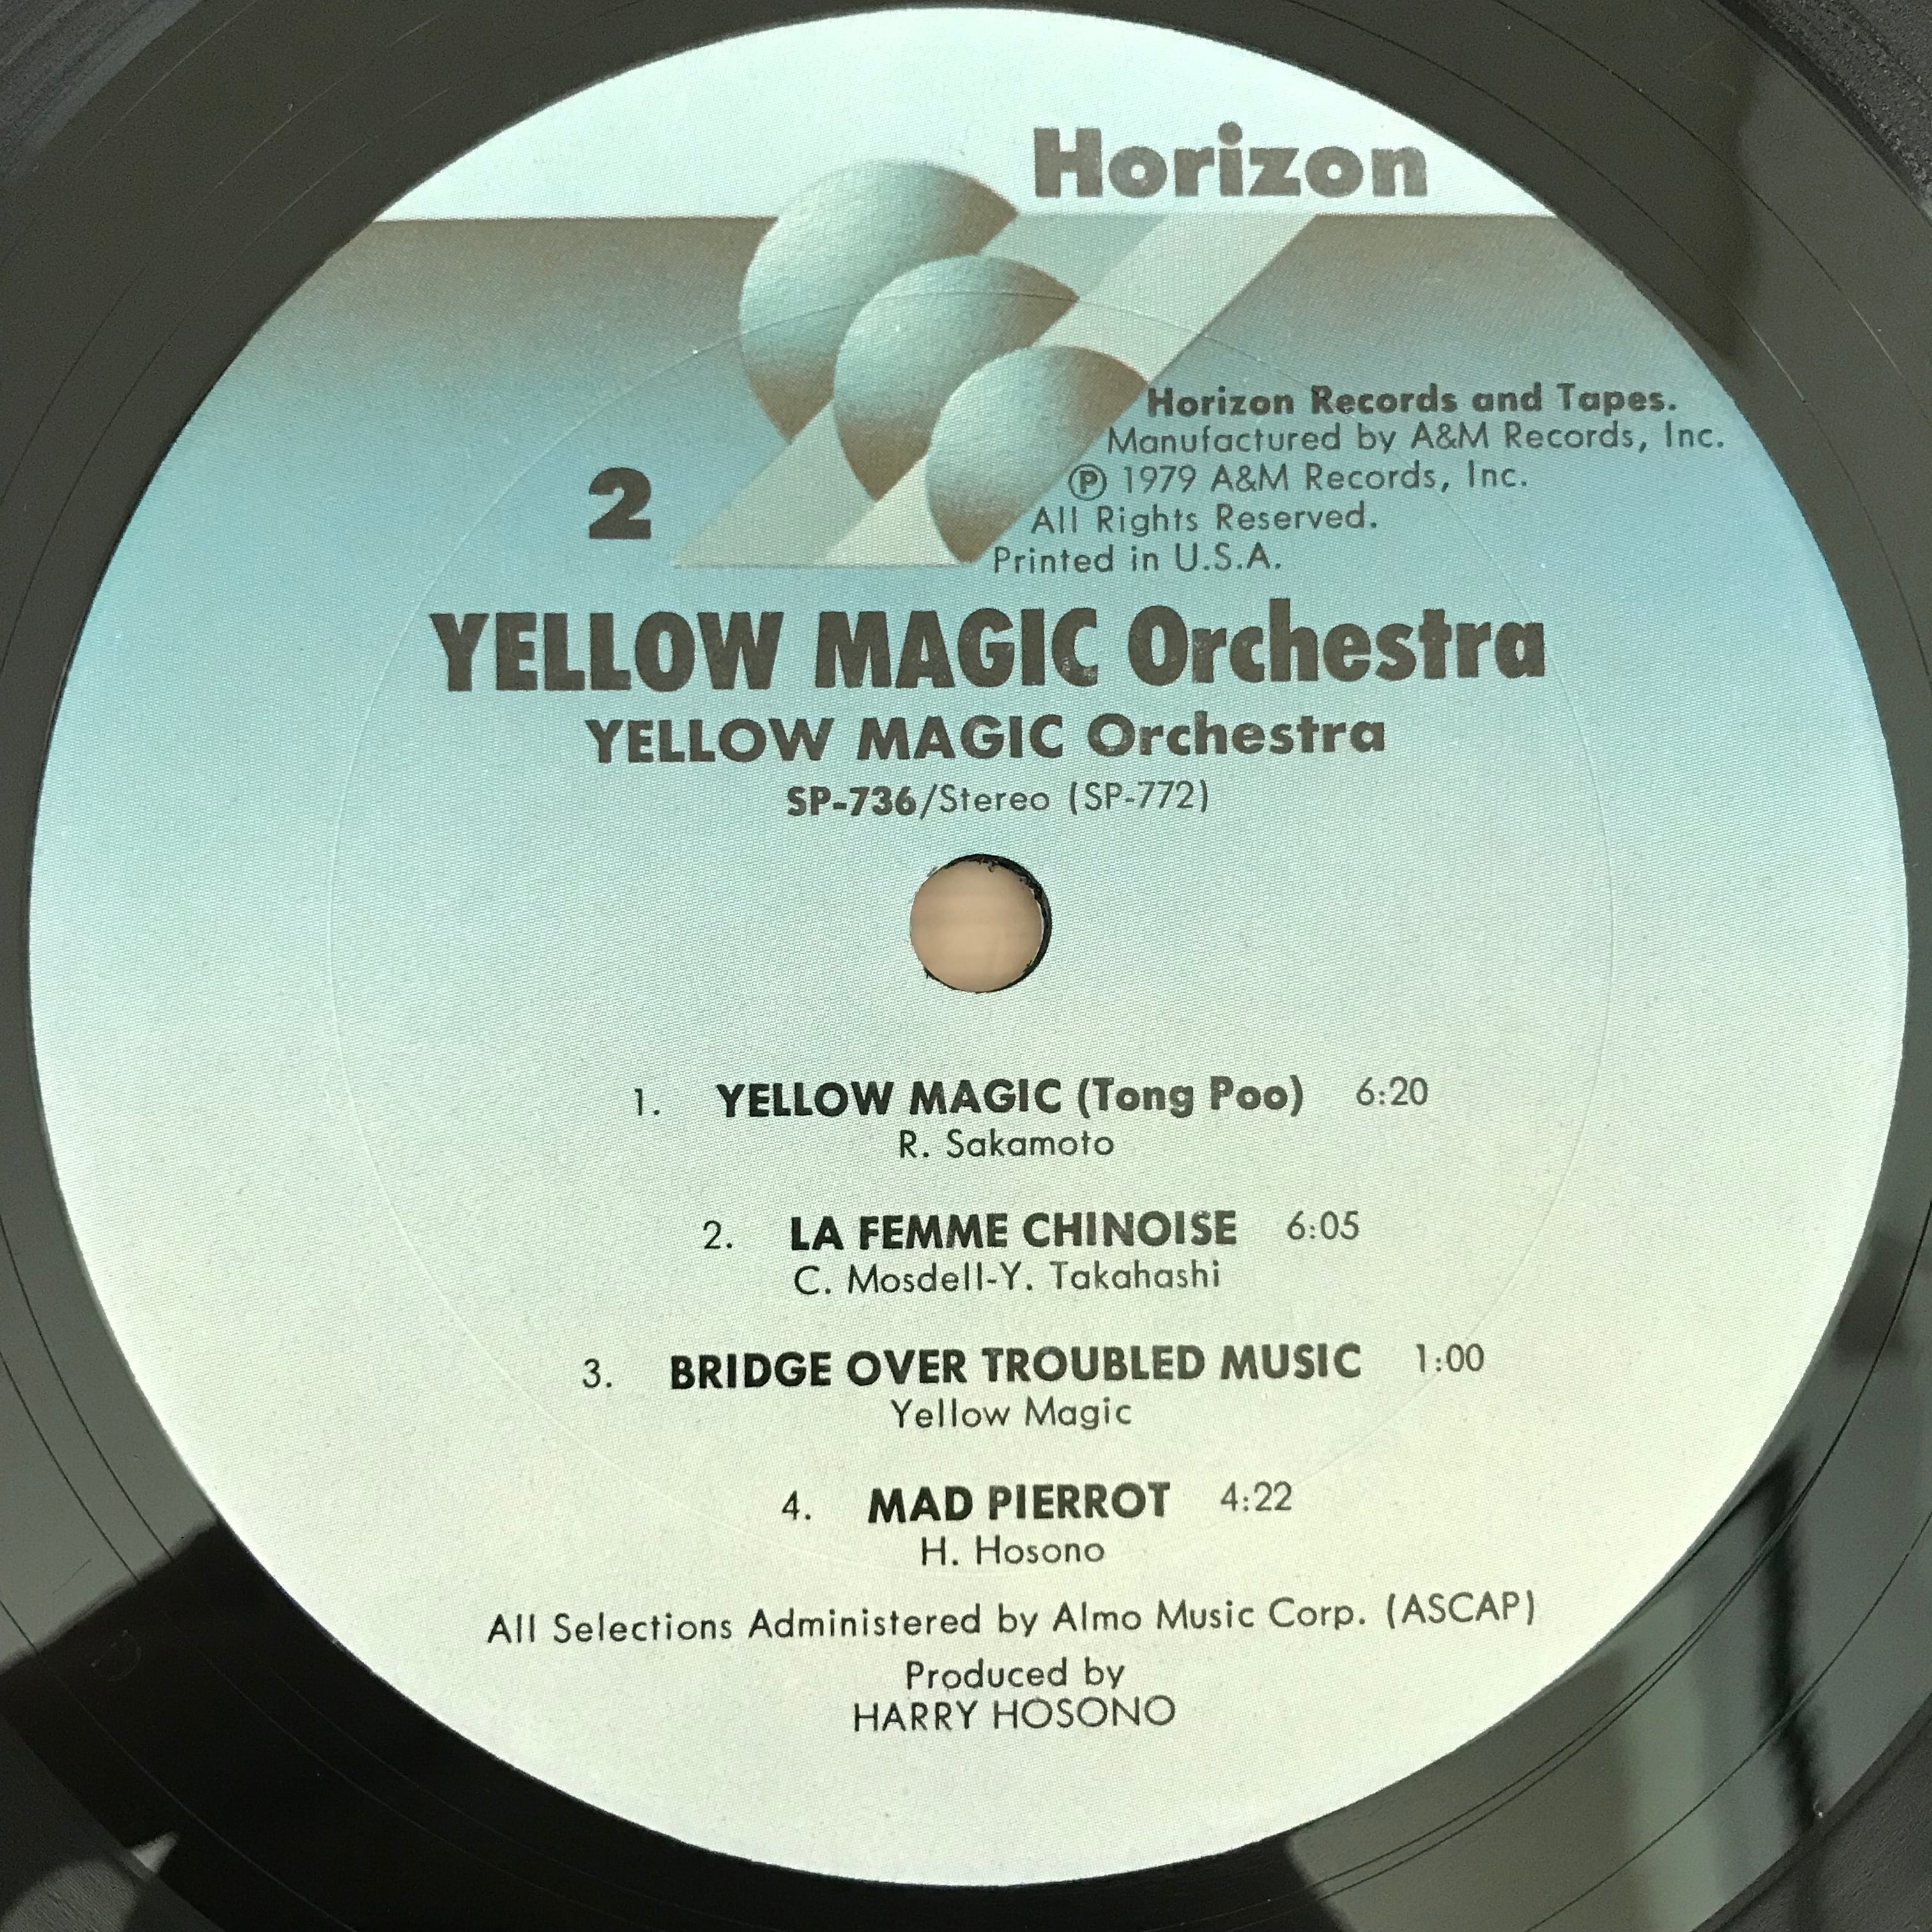 Horizon
Horizon Records and Tapes.
Manufactured by A&M Records, Inc.
℗ 1979 A&M Records, Inc.
All Rights Reserved.
Printed in U.S.A.
2
YELLOW MAGIC Orchestra
YELLOW MAGIC Orchestra
SP-736/Stereo (SP-772)
1. YELLOW MAGIC (Tong Poo) 6:20
R. Sakamoto
2. LA FEMME CHINOISE 6:05
C. Mosdell-Y. Takahashi
3. BRIDGE OVER TROUBLED MUSIC 1:00
Yellow Magic
4. MAD PIERROT 4:22
H. Hosono
All Selections Administered by Almo Music Corp. (ASCAP)
Produced by
HARRY HOSONO